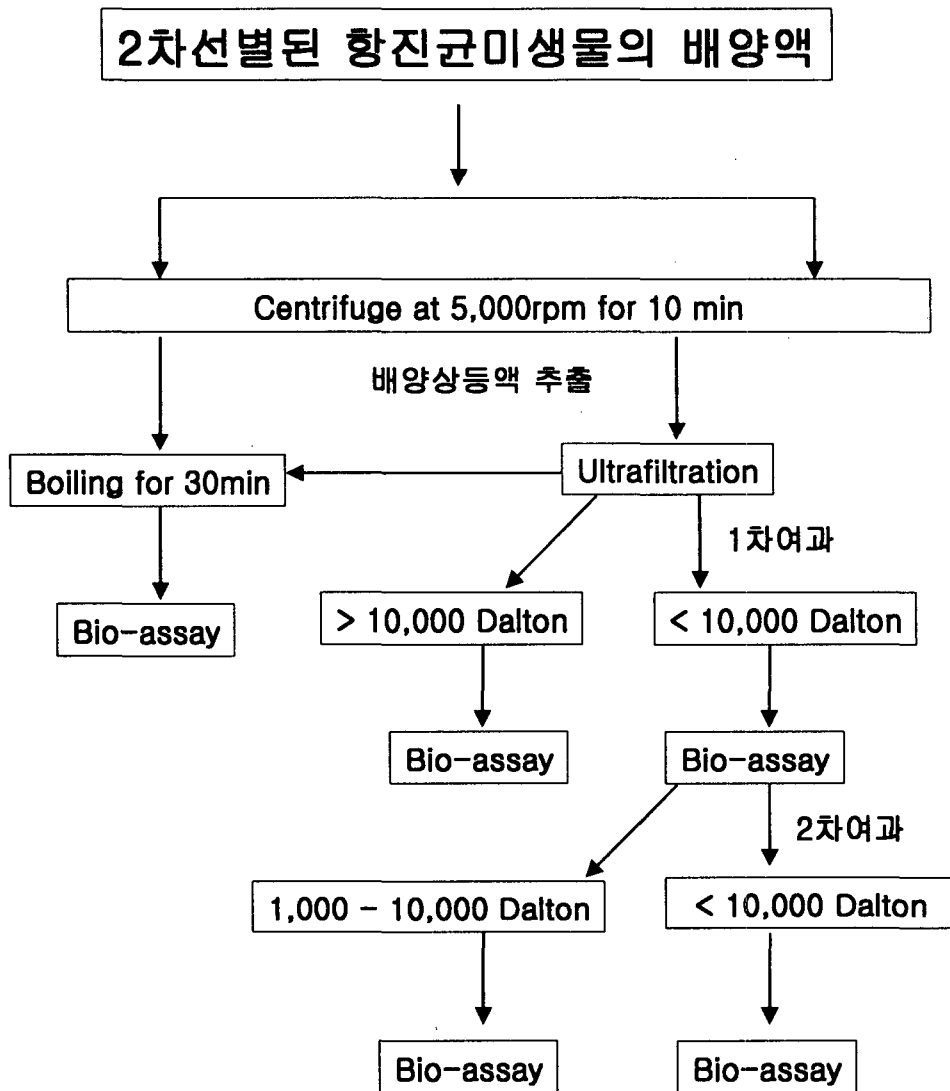 2차선별된 항진균미생물의 배양액
Centrifuge at 5,000rpm for 10 min
배양상등액 추출
Boiling for 30min
Ultrafiltration
1차여과
Bio-assay
> 10,000 Dalton
< 10,000 Dalton
Bio-assay
Bio-assay
2차여과
1,000 - 10,000 Dalton
< 10,000 Dalton
Bio-assay
Bio-assay